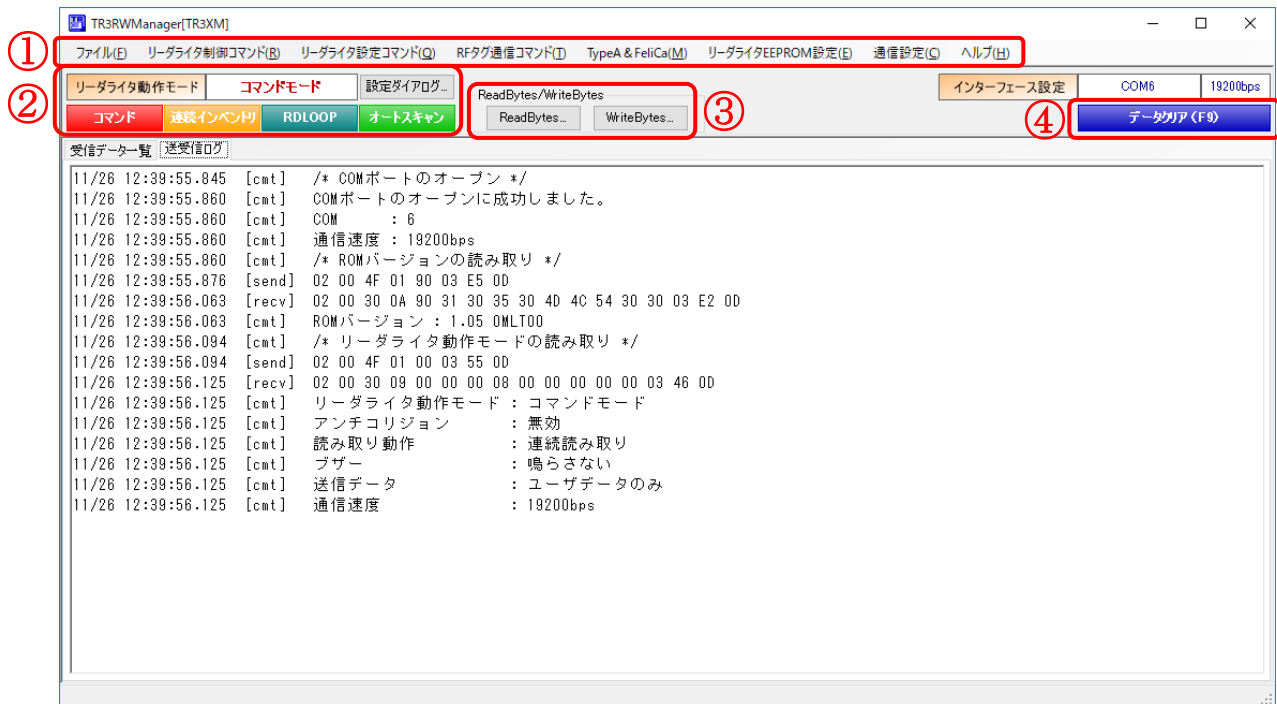 TR3RWManager[TR3XM]
① ファイル(F) リーダライタ制御コマンド(R) リーダライタ設定コマンド(Q) RFタグ通信コマンド(T) TypeA & FeliCa(M) リーダライタEEPROM設定(E) 通信設定(C) ヘルプ(H)
② リーダライタ動作モード コマンドモード 設定ダイアログ...
コマンド 連続インベントリ RDLOOP オートスキャン
ReadBytes/WriteBytes
ReadBytes... WriteBytes... ③
インターフェース設定 COM6 19200bps
④ データクリア(F9)
受信データ一覧 送受信ログ
11/26 12:39:55.845 [cmt] /* COMポートのオープン */
11/26 12:39:55.860 [cmt] COMポートのオープンに成功しました。
11/26 12:39:55.860 [cmt] COM : 6
11/26 12:39:55.860 [cmt] 通信速度 : 19200bps
11/26 12:39:55.860 [cmt] /* ROMバージョンの読み取り */
11/26 12:39:55.876 [send] 02 00 4F 01 90 03 E5 0D
11/26 12:39:56.063 [recv] 02 00 30 0A 90 31 30 35 30 4D 4C 54 30 30 03 E2 0D
11/26 12:39:56.063 [cmt] ROMバージョン : 1.05 0MLT00
11/26 12:39:56.094 [cmt] /* リーダライタ動作モードの読み取り */
11/26 12:39:56.094 [send] 02 00 4F 01 00 03 55 0D
11/26 12:39:56.125 [recv] 02 00 30 09 00 00 00 08 00 00 00 00 00 03 46 0D
11/26 12:39:56.125 [cmt] リーダライタ動作モード : コマンドモード
11/26 12:39:56.125 [cmt] アンチコリジョン : 無効
11/26 12:39:56.125 [cmt] 読み取り動作 : 連続読み取り
11/26 12:39:56.125 [cmt] ブザー : 鳴らさない
11/26 12:39:56.125 [cmt] 送信データ : ユーザデータのみ
11/26 12:39:56.125 [cmt] 通信速度 : 19200bps